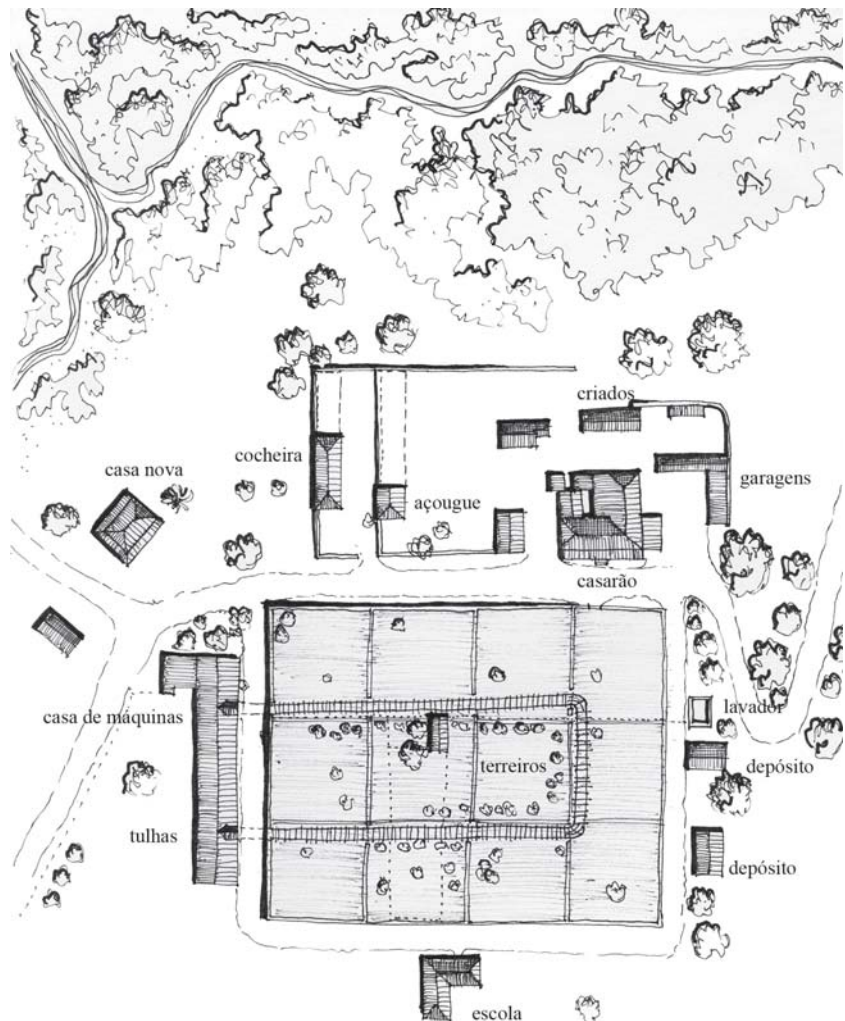 criados
cocheira
casa nova
garagens
açougue
casarão
casa de máquinas
lavador
terreiros
depósito
tulhas
depósito
escola